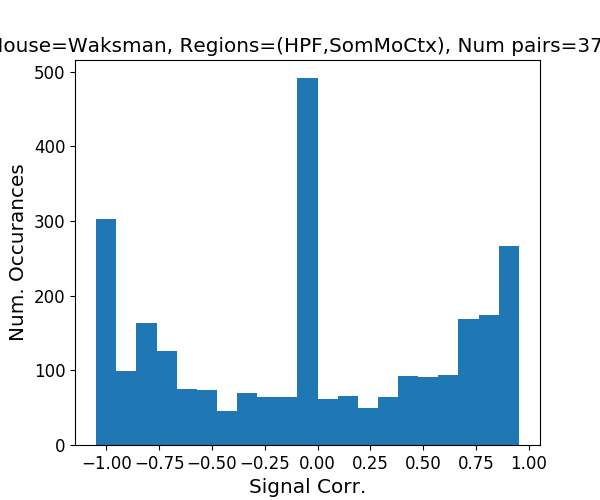 House=Waksman, Regions=(HPF,SomMoCtx), Num pairs=37
500
400
300
200
100
0
Num. Occurances
−1.00 −0.75 −0.50 −0.25 0.00 0.25 0.50 0.75 1.00
Signal Corr.